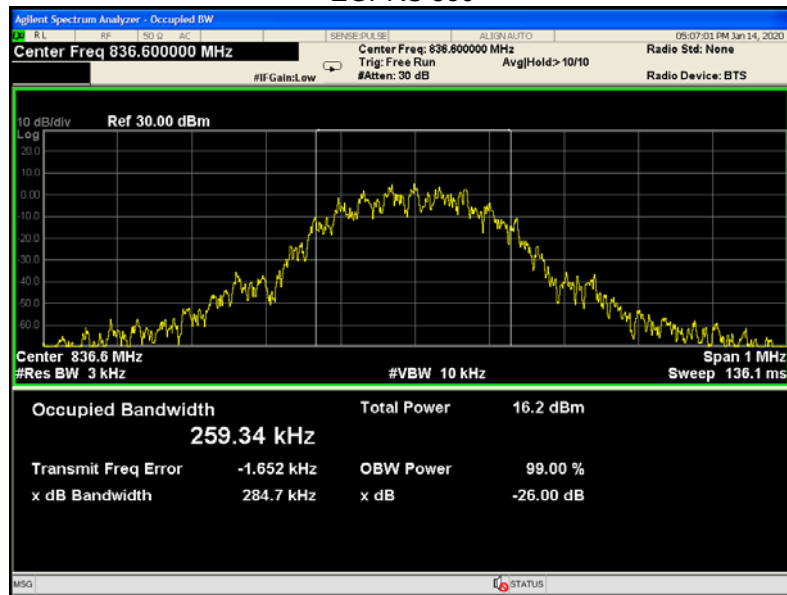 Agilent Spectrum Analyzer - Occupied BW
RL RF 50 Ω AC SENSE:PULSE ALIGN AUTO 05:07:01 PM Jan 14, 2020
Center Freq 836.600000 MHz Center Freq: 836.600000 MHz Radio Std: None
Trig: Free Run Avg|Hold:> 10/10
#IFGain:Low #Atten: 30 dB Radio Device: BTS
10 dB/div Ref 30.00 dBm
Log
20.0
10.0
0.00
-10.0
-20.0
-30.0
-40.0
-50.0
-60.0
Center 836.6 MHz Span 1 MHz
#Res BW 3 kHz #VBW 10 kHz Sweep 136.1 ms
Occupied Bandwidth Total Power 16.2 dBm
259.34 kHz
Transmit Freq Error -1.652 kHz OBW Power 99.00 %
x dB Bandwidth 284.7 kHz x dB -26.00 dB
MSG STATUS